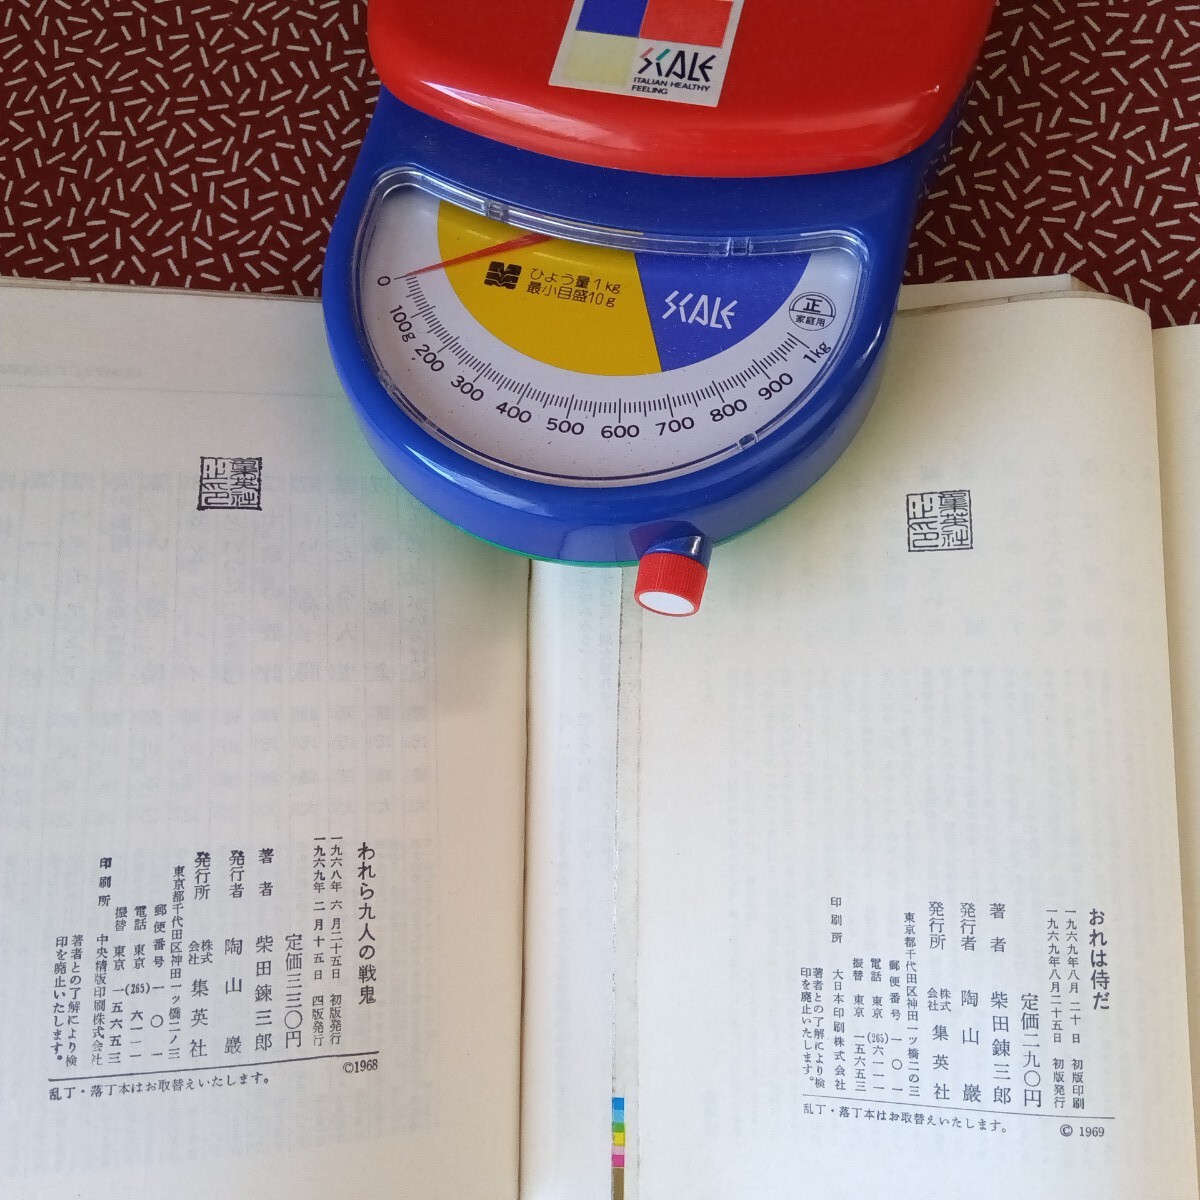 SCALE
ITALIAN HEALTHY
FEELING
ひょう量1kg
最小目盛10g
SCALE
正
家庭用
0
100g
200
300
400
500
600
700
800
900
1kg
われら九人の戦鬼
一九六八年 六 月二十五日 初版発行
一九六九年 二 月 十 五 日 四版発行
定価三三〇円
著者 柴田錬三郎
発行者 陶山巌
発行所 株式会社 集英社
東京都千代田区神田一ッ橋二ノ三
郵便番号 一〇一
電話 東京 (265) 六一一一
振替 東京 一五六五三
印刷所 中央精版印刷株式会社
著者との了解により検
印を廃止いたします。
©1968
乱丁・落丁本はお取替えいたします。
集英社
おれは侍だ
一九六九年八月 二十 日 初版印刷
一九六九年八月二十五日 初版発行
定価二九〇円
著者 柴田錬三郎
発行者 陶山巌
発行所 株式会社 集英社
東京都千代田区神田一ッ橋二の三
郵便番号 一〇一
電話 東京 (265) 六一一一
振替 東京 一五六五三
印刷所 大日本印刷株式会社
著者との了解により検
印を廃止いたします。
© 1969
乱丁・落丁本はお取替えいたします。